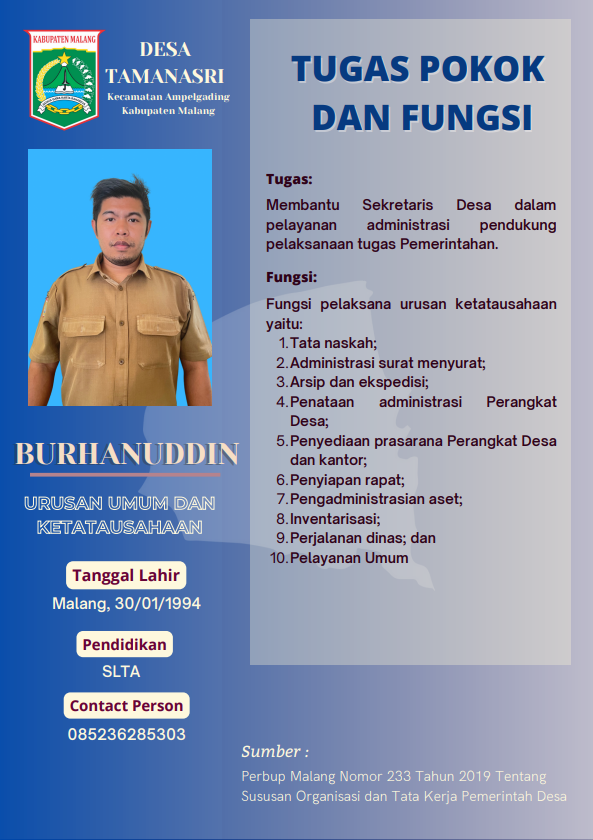 KABUPATEN MALANG
DESA
TAMANASRI
Kecamatan Ampelgading
Kabupaten Malang
BURHANUDDIN
URUSAN UMUM DAN
KETATAUSAHAAN
Tanggal Lahir
Malang, 30/01/1994
Pendidikan
SLTA
Contact Person
085236285303
TUGAS POKOK
DAN FUNGSI
Tugas:
Membantu Sekretaris Desa dalam
pelayanan administrasi pendukung
pelaksanaan tugas Pemerintahan.
Fungsi:
Fungsi pelaksana urusan ketatausahaan
yaitu:
1. Tata naskah;
2. Administrasi surat menyurat;
3. Arsip dan ekspedisi;
4. Penataan administrasi Perangkat
Desa;
5. Penyediaan prasarana Perangkat Desa
dan kantor;
6. Penyiapan rapat;
7. Pengadministrasian aset;
8. Inventarisasi;
9. Perjalanan dinas; dan
10. Pelayanan Umum
Sumber :
Perbup Malang Nomor 233 Tahun 2019 Tentang
Sususan Organisasi dan Tata Kerja Pemerintah Desa